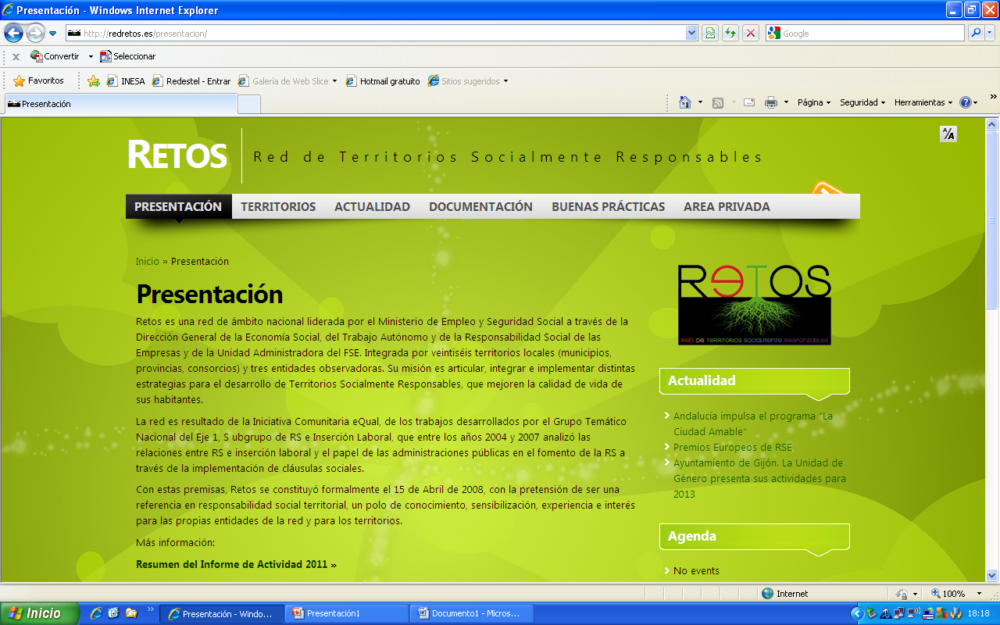 Presentación - Windows Internet Explorer
http://redretos.es/presentacion/
Google
Convertir
Seleccionar
Favoritos
INESA
Redestel - Entrar
Galería de Web Slice
Hotmail gratuito
Sitios sugeridos
Presentación
Página
Seguridad
Herramientas
RETOS
Red de Territorios Socialmente Responsables
PRESENTACIÓN
TERRITORIOS
ACTUALIDAD
DOCUMENTACIÓN
BUENAS PRÁCTICAS
AREA PRIVADA
Inicio » Presentación
Presentación
Retos es una red de ámbito nacional liderada por el Ministerio de Empleo y Seguridad Social a través de la
Dirección General de la Economía Social, del Trabajo Autónomo y de la Responsabilidad Social de las
Empresas y de la Unidad Administradora del FSE. Integrada por veintiséis territorios locales (municipios,
provincias, consorcios) y tres entidades observadoras. Su misión es articular, integrar e implementar distintas
estrategias para el desarrollo de Territorios Socialmente Responsables, que mejoren la calidad de vida de
sus habitantes.
La red es resultado de la Iniciativa Comunitaria eQual, de los trabajos desarrollados por el Grupo Temático
Nacional del Eje 1, S ubgrupo de RS e Inserción Laboral, que entre los años 2004 y 2007 analizó las
relaciones entre RS e inserción laboral y el papel de las administraciones públicas en el fomento de la RS a
través de la implementación de cláusulas sociales.
Con estas premisas, Retos se constituyó formalmente el 15 de Abril de 2008, con la pretensión de ser una
referencia en responsabilidad social territorial, un polo de conocimiento, sensibilización, experiencia e interés
para las propias entidades de la red y para los territorios.
Más información:
Resumen del Informe de Actividad 2011 »
RETOS
RED DE TERRITORIOS SOCIALMENTE RESPONSABLES
Actualidad
Andalucía impulsa el programa "La
Ciudad Amable"
Premios Europeos de RSE
Ayuntamiento de Gijón. La Unidad de
Género presenta sus actividades para
2013
Agenda
No events
Internet
100%
Inicio
Presentación - Windo...
Presentación1
Documento1 - Micros...
18:18